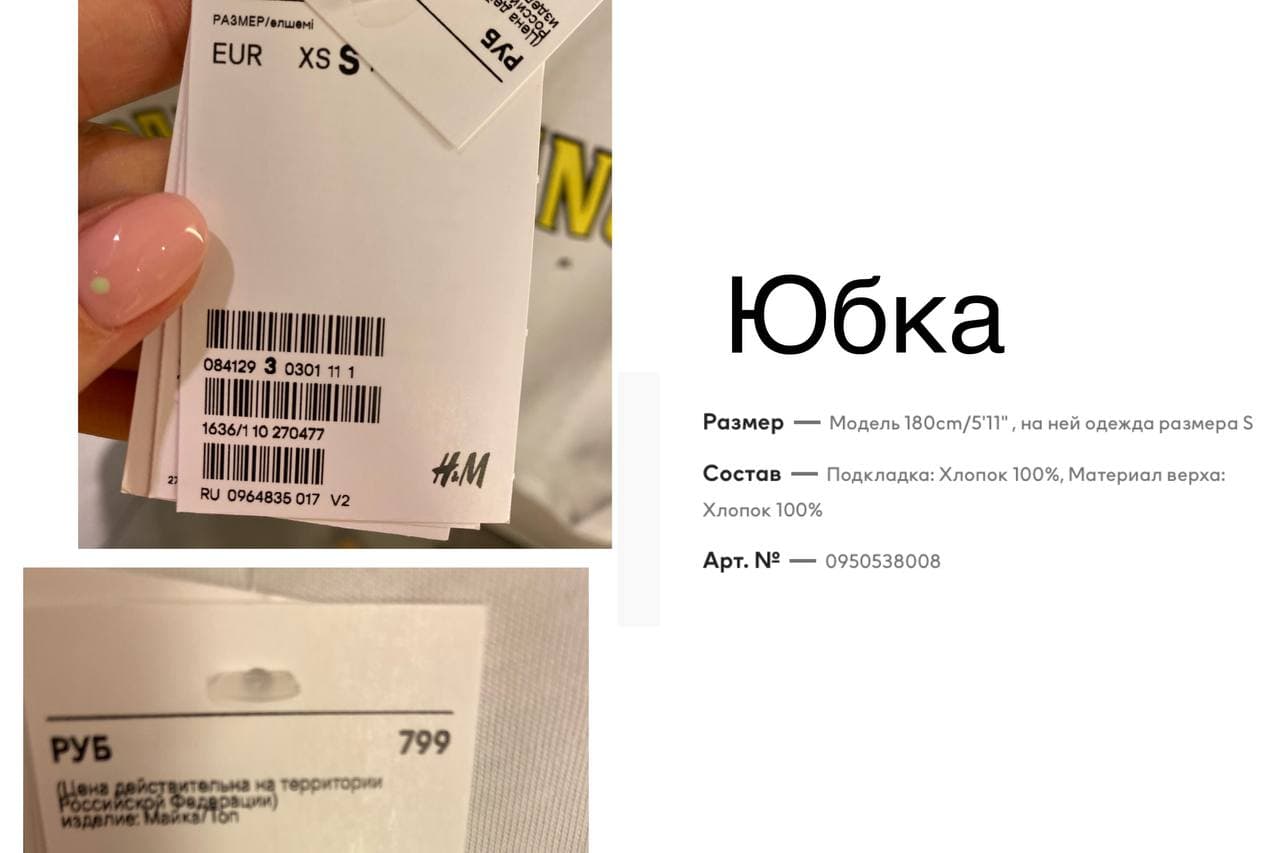 РАЗМЕР/өлшемі
EUR XS S
РУБ
084129 3 0301 11 1
1636/1 10 270477
RU 0964835 017 V2
H&M
РУБ 799
(Цена действительна на территории
Российской Федерации)
изделие: Майка/Топ
Юбка
Размер — Модель 180cm/5'11" , на ней одежда размера S
Состав — Подкладка: Хлопок 100%, Материал верха:
Хлопок 100%
Арт. № — 0950538008